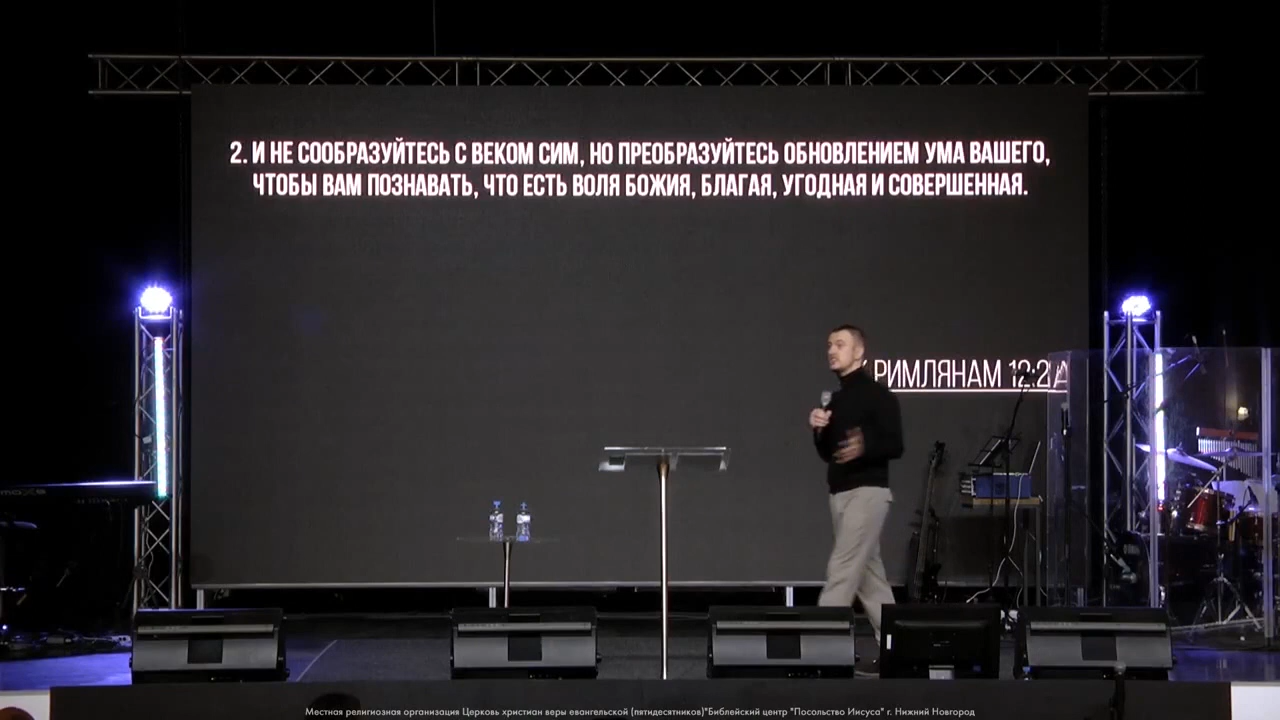 2. И НЕ СООБРАЗУЙТЕСЬ С ВЕКОМ СИМ, НО ПРЕОБРАЗУЙТЕСЬ ОБНОВЛЕНИЕМ УМА ВАШЕГО,
ЧТОБЫ ВАМ ПОЗНАВАТЬ, ЧТО ЕСТЬ ВОЛЯ БОЖИЯ, БЛАГАЯ, УГОДНАЯ И СОВЕРШЕННАЯ.
РИМЛЯНАМ 12:2
Местная религиозная организация Церковь христиан веры евангельской (пятидесятников)"Библейский центр "Посольство Иисуса" г. Нижний Новгород